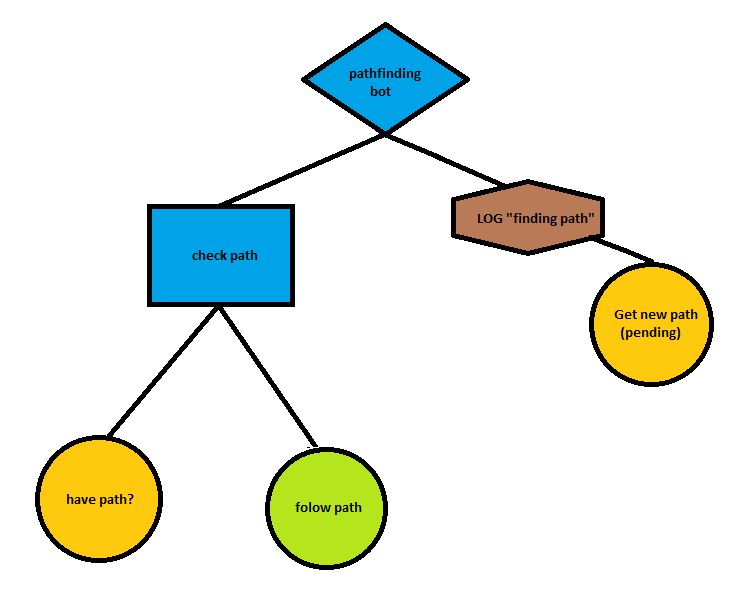 pathfinding
bot
LOG "finding path"
check path
Get new path
(pending)
have path?
folow path